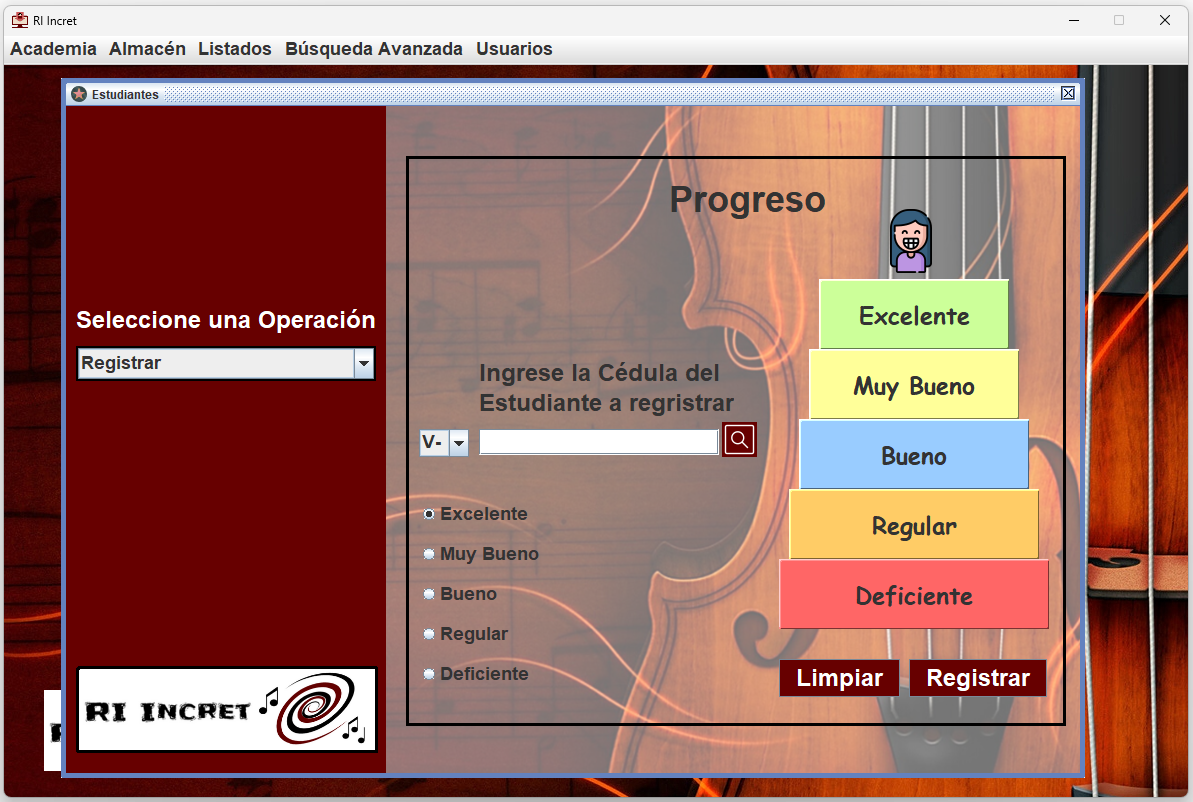 RI Incret
Academia Almacén Listados Búsqueda Avanzada Usuarios
Estudiantes
Seleccione una Operación
Registrar
RI Incret
Progreso
Ingrese la Cédula del
Estudiante a regristrar
V-
Excelente
Muy Bueno
Bueno
Regular
Deficiente
Excelente
Muy Bueno
Bueno
Regular
Deficiente
Limpiar Registrar